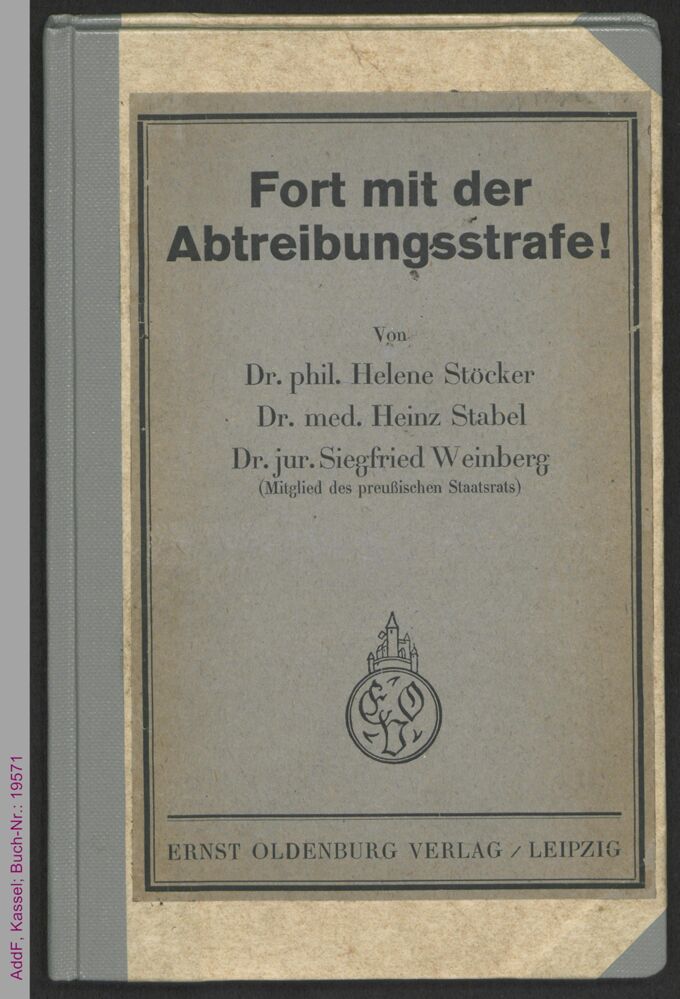 Fort mit der
Abtreibungsstrafe!
Von
Dr. phil. Helene Stöcker
Dr. med. Heinz Stabel
Dr. jur. Siegfried Weinberg
(Mitglied des preußischen Staatsrats)
EOV
ERNST OLDENBURG VERLAG / LEIPZIG
AddF, Kassel; Buch-Nr.: 19571